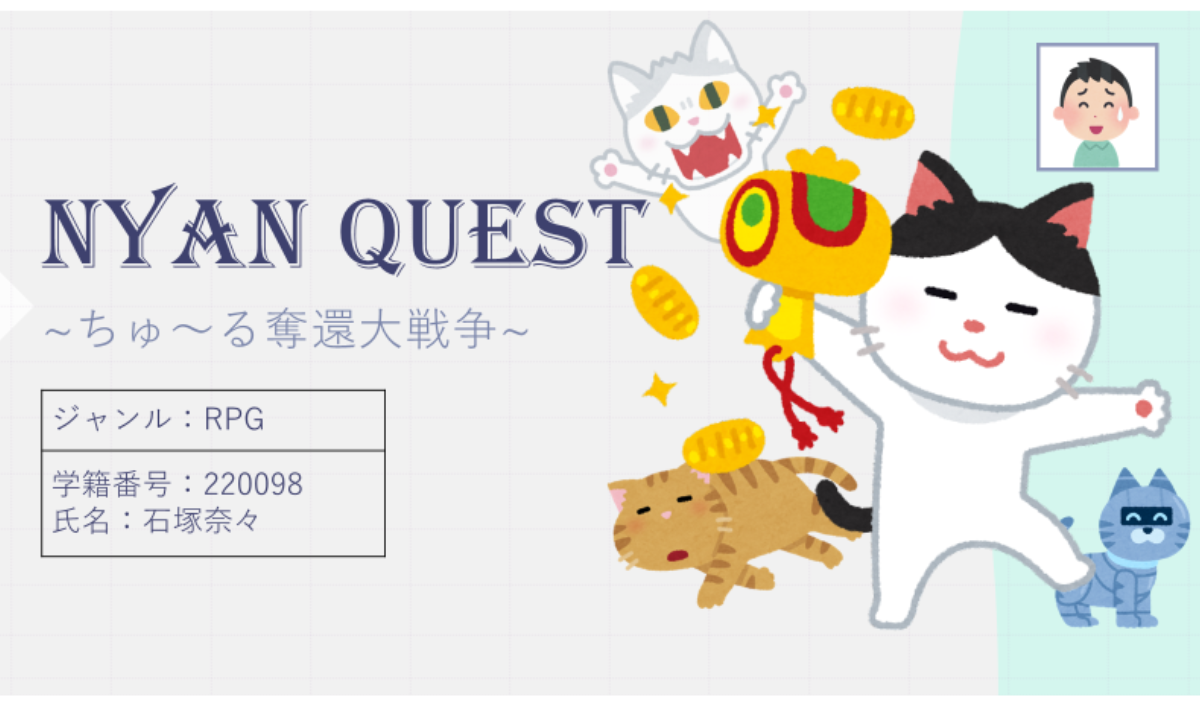 NYAN QUEST
~ちゅ～る奪還大戦争~
ジャンル：RPG
学籍番号：220098
氏名：石塚奈々